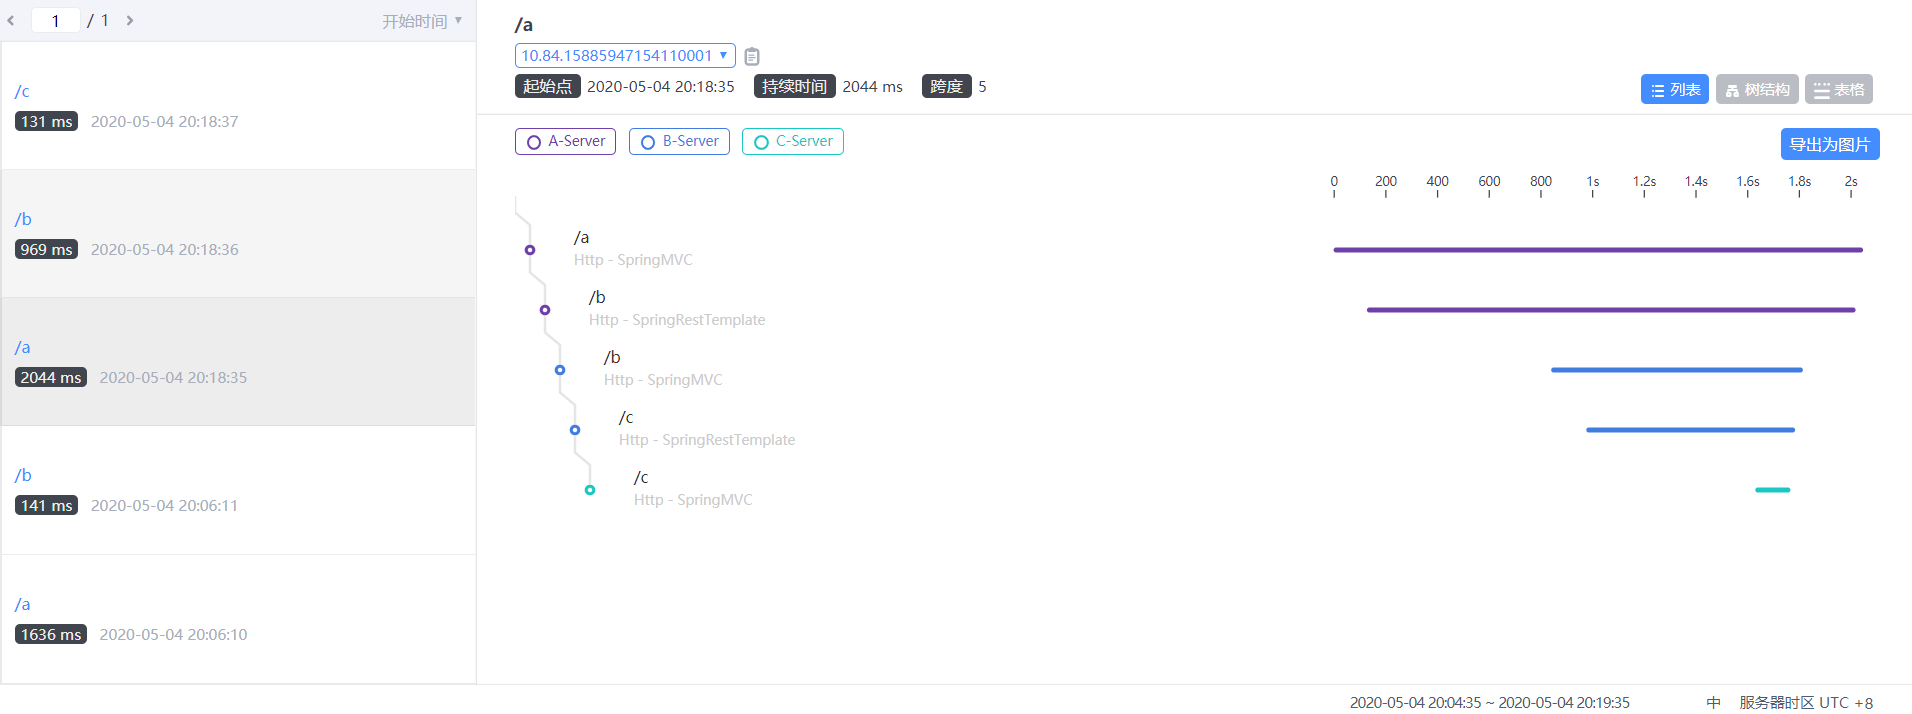 1 / 1 开始时间
/c
131 ms 2020-05-04 20:18:37
/b
969 ms 2020-05-04 20:18:36
/a
2044 ms 2020-05-04 20:18:35
/b
141 ms 2020-05-04 20:06:11
/a
1636 ms 2020-05-04 20:06:10
/a
10.84.15885947154110001
起始点 2020-05-04 20:18:35 持续时间 2044 ms 跨度 5
列表 树结构 表格
A-Server B-Server C-Server
导出为图片
0 200 400 600 800 1s 1.2s 1.4s 1.6s 1.8s 2s
/a
Http - SpringMVC
/b
Http - SpringRestTemplate
/b
Http - SpringMVC
/c
Http - SpringRestTemplate
/c
Http - SpringMVC
2020-05-04 20:04:35 ~ 2020-05-04 20:19:35 中 服务器时区 UTC +8